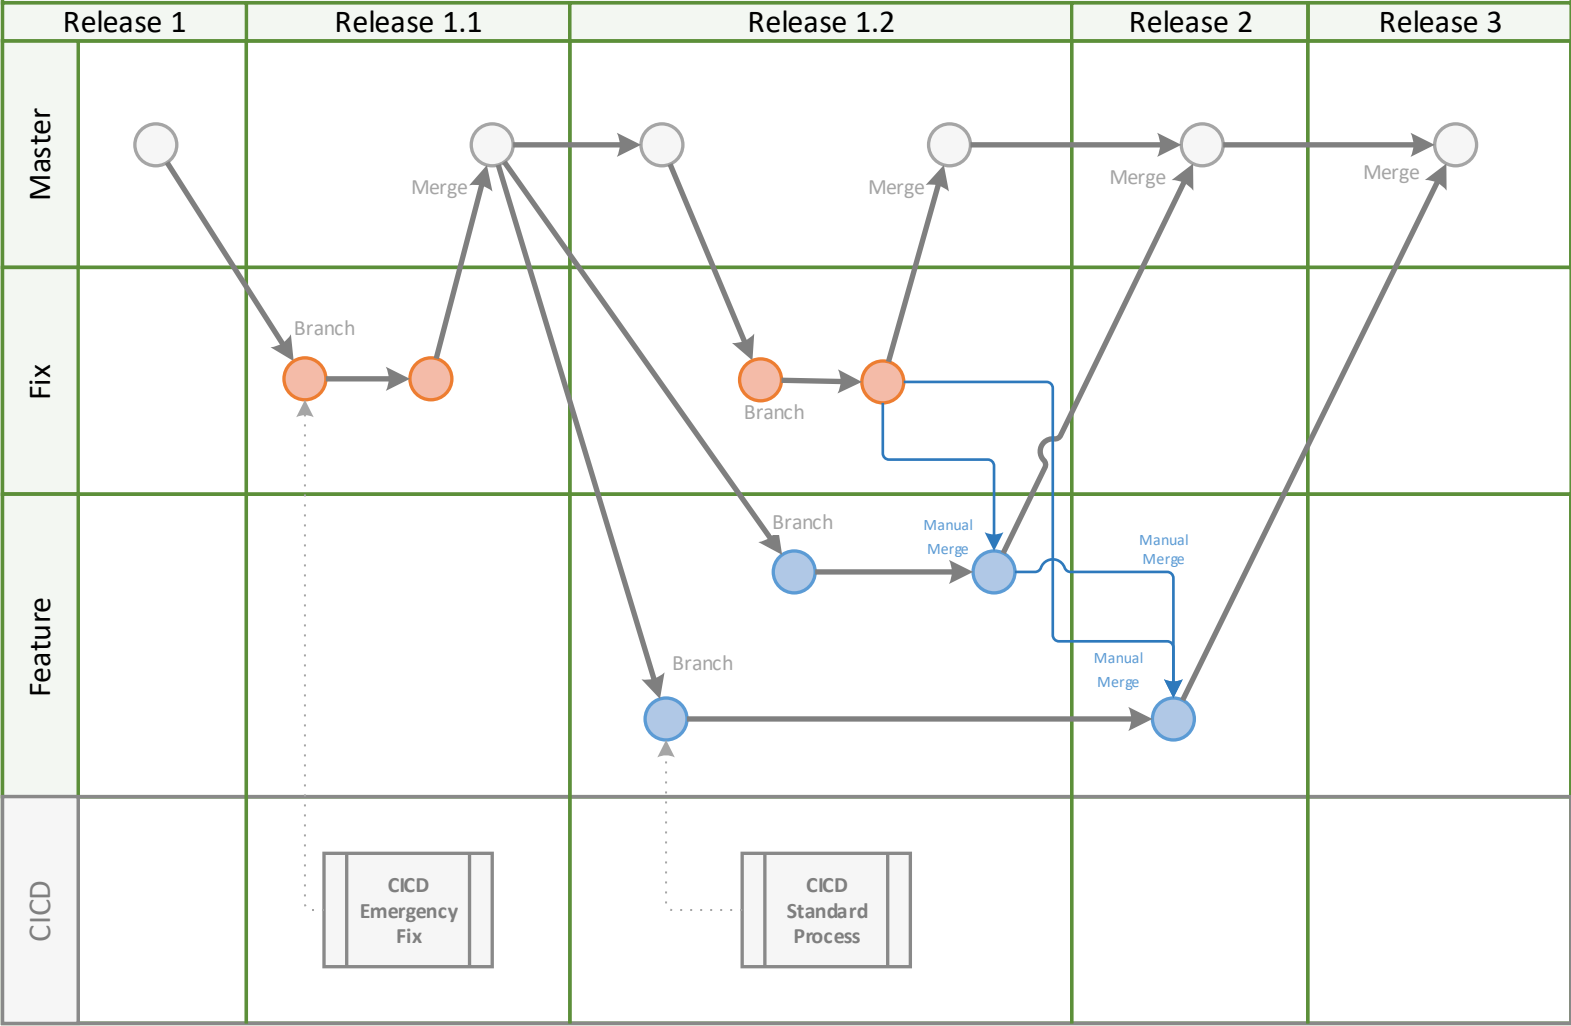 Release 1
Release 1.1
Release 1.2
Release 2
Release 3
Master
Merge
Merge
Merge
Merge
Fix
Branch
Branch
Feature
Branch
Manual
Merge
Manual
Merge
Branch
Manual
Merge
CICD
CICD
Emergency
Fix
CICD
Standard
Process